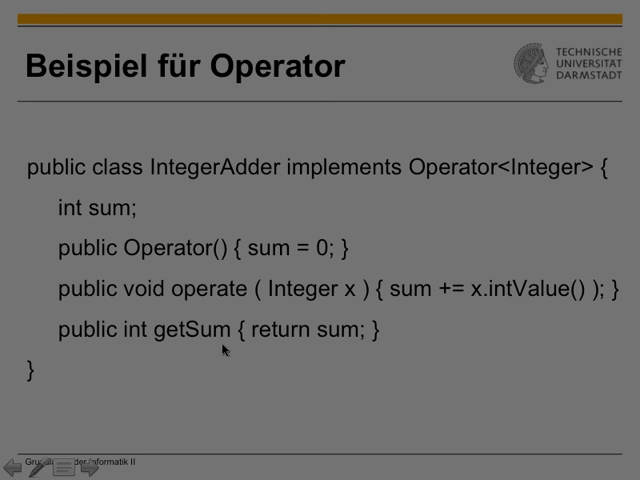 Beispiel für Operator
TECHNISCHE
UNIVERSITÄT
DARMSTADT
public class IntegerAdder implements Operator<Integer> {
int sum;
public Operator() { sum = 0; }
public void operate ( Integer x ) { sum += x.intValue() ); }
public int getSum { return sum; }
}
der Informatik II